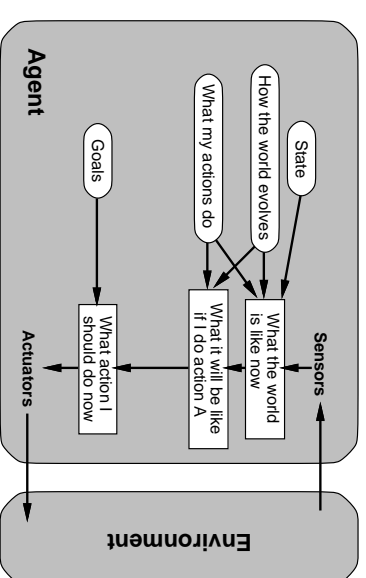 Sensors
State
How the world evolves
What my actions do
What the world
is like now
What it will be like
if I do action A
Goals
What action I
should do now
Agent
Actuators
Environment